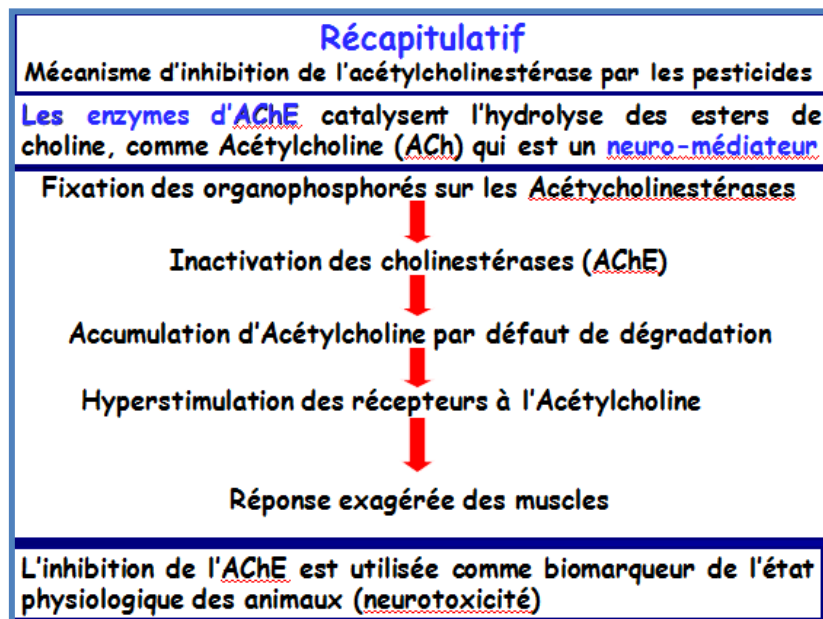 Récapitulatif
Mécanisme d'inhibition de l'acétylcholinestérase par les pesticides
Les enzymes d'AChE catalysent l'hydrolyse des esters de
choline, comme Acétylcholine (ACh) qui est un neuro-médiateur
Fixation des organophosphorés sur les Acétycholinestérases
Inactivation des cholinestérases (AChE)
Accumulation d'Acétylcholine par défaut de dégradation
Hyperstimulation des récepteurs à l'Acétylcholine
Réponse exagérée des muscles
L'inhibition de l'AChE est utilisée comme biomarqueur de l'état
physiologique des animaux (neurotoxicité)